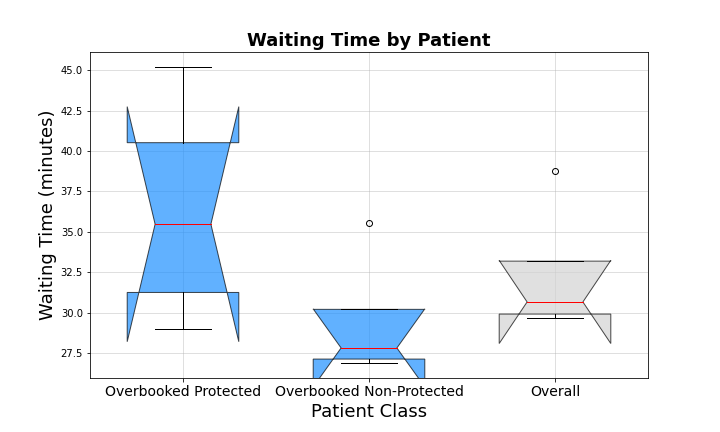 Waiting Time by Patient
Waiting Time (minutes)
45.0
42.5
40.0
37.5
35.0
32.5
30.0
27.5
Overbooked Protected
Overbooked Non-Protected
Overall
Patient Class